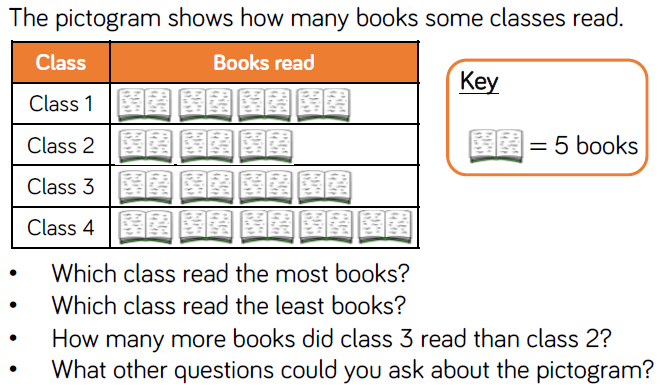 The pictogram shows how many books some classes read.
Class Books read
Class 1
Class 2
Class 3
Class 4
Key
= 5 books
• Which class read the most books?
• Which class read the least books?
• How many more books did class 3 read than class 2?
• What other questions could you ask about the pictogram?